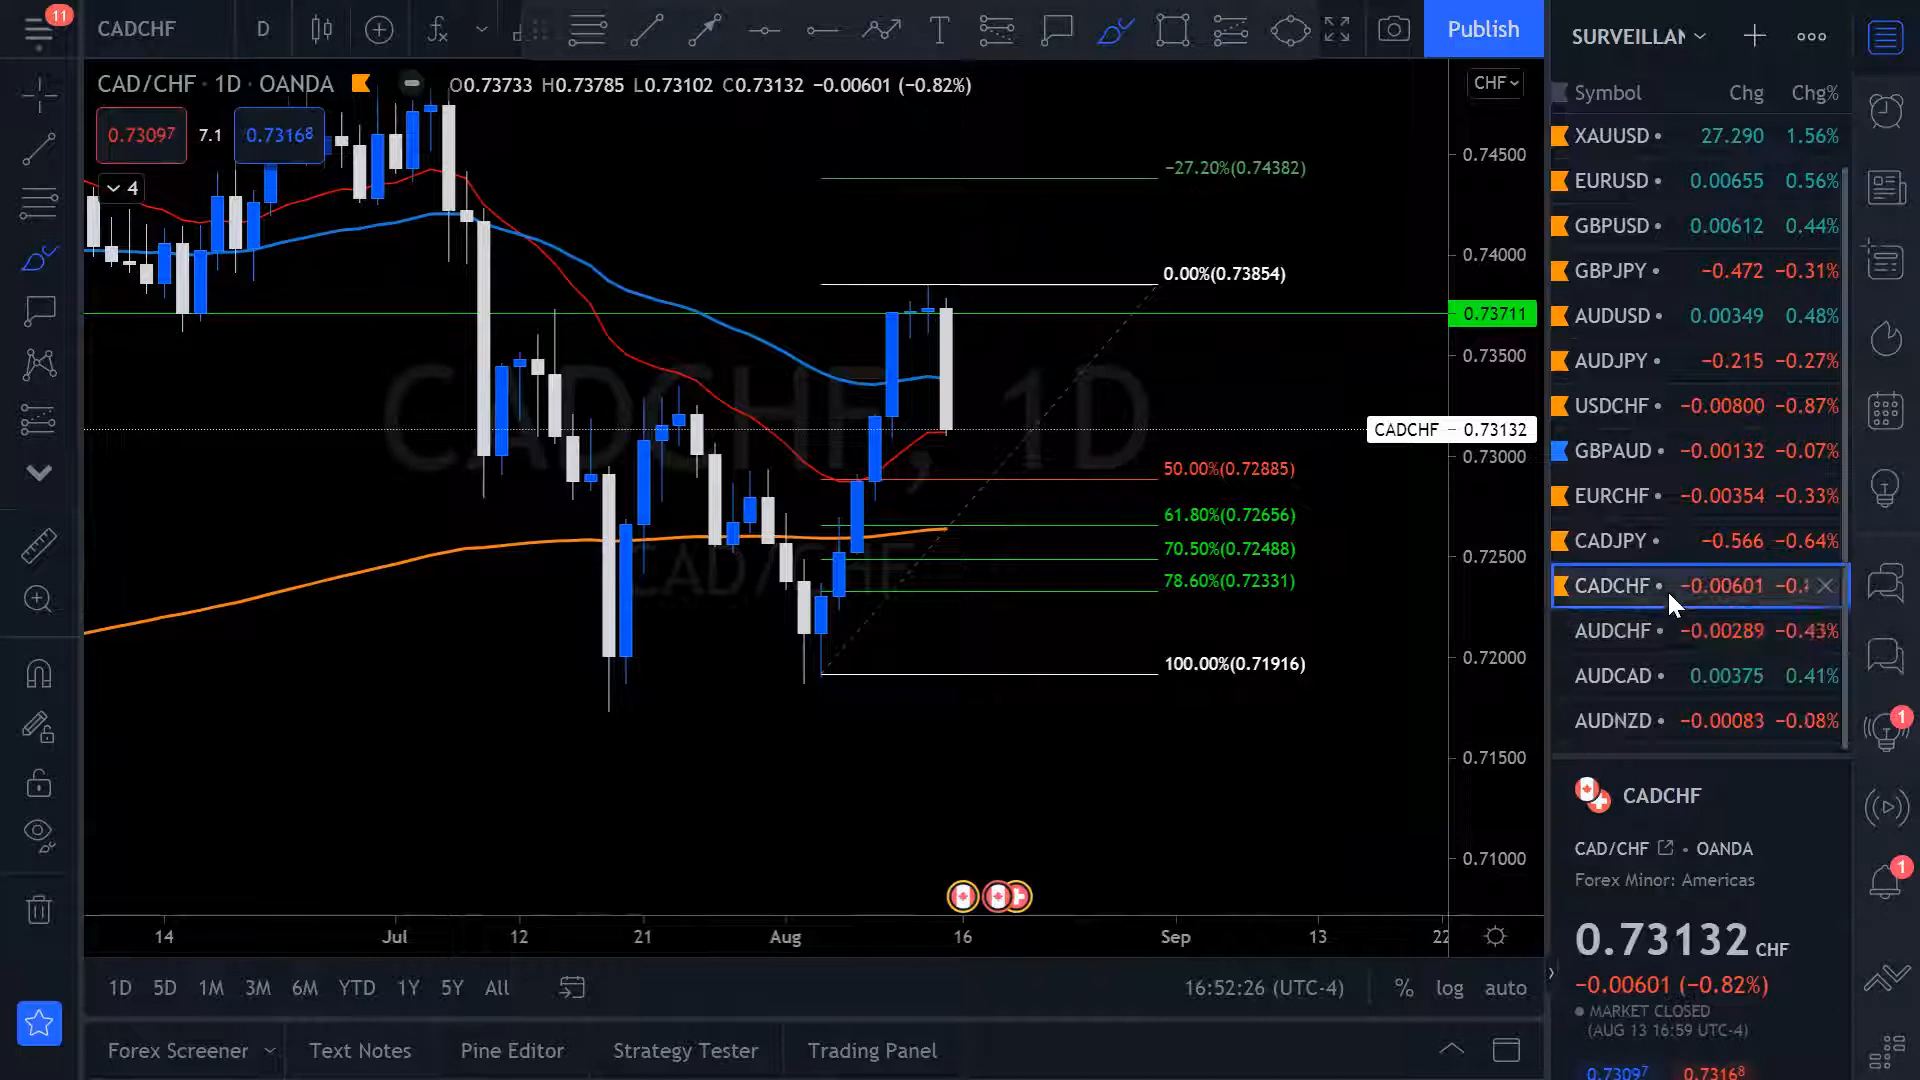 11
CADCHF
D
Publish
SURVEILLAN
CAD/CHF · 1D · OANDA
O0.73733 H0.73785 L0.73102 C0.73132 −0.00601 (−0.82%)
CHF
0.73097
7.1
0.73168
4
CADCHF, 1D
CAD/CHF
−27.20%(0.74382)
0.00%(0.73854)
50.00%(0.72885)
61.80%(0.72656)
70.50%(0.72488)
78.60%(0.72331)
100.00%(0.71916)
0.74500
0.74000
0.73711
0.73500
CADCHF − 0.73132
0.73000
0.72500
0.72000
0.71500
0.71000
14 Jul 12 21 Aug 16 Sep 13 22
1D 5D 1M 3M 6M YTD 1Y 5Y All
16:52:26 (UTC-4)
% log auto
Forex Screener Text Notes Pine Editor Strategy Tester Trading Panel
Symbol Chg Chg%
XAUUSD 27.290 1.56%
EURUSD 0.00655 0.56%
GBPUSD 0.00612 0.44%
GBPJPY −0.472 −0.31%
AUDUSD 0.00349 0.48%
AUDJPY −0.215 −0.27%
USDCHF −0.00800 −0.87%
GBPAUD −0.00132 −0.07%
EURCHF −0.00354 −0.33%
CADJPY −0.566 −0.64%
CADCHF −0.00601
AUDCHF −0.00289 −0.43%
AUDCAD 0.00375 0.41%
AUDNZD −0.00083 −0.08%
CADCHF
CAD/CHF · OANDA
Forex Minor: Americas
0.73132 CHF
−0.00601 (−0.82%)
MARKET CLOSED
(AUG 13 16:59 UTC-4)
0.73097 0.73168
1
1